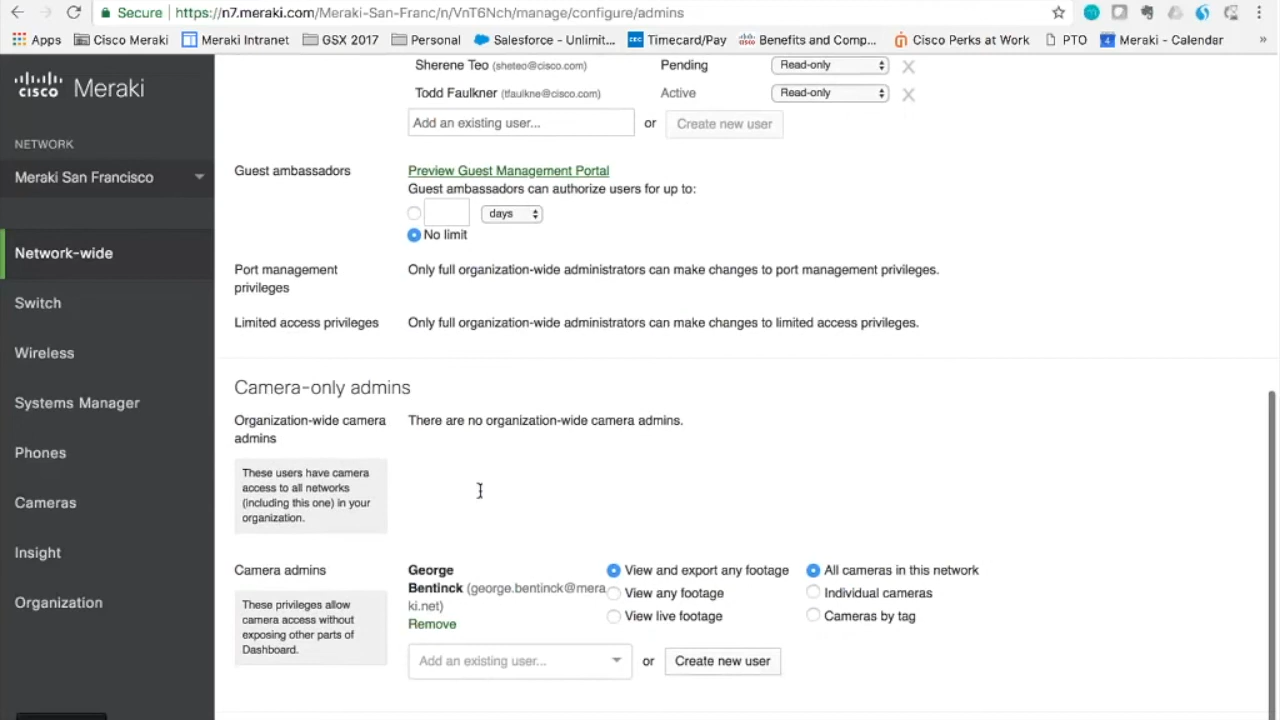 Secure https://n7.meraki.com/Meraki-San-Franc/n/VnT6Nch/manage/configure/admins
Apps Cisco Meraki Meraki Intranet GSX 2017 Personal Salesforce - Unlimit... CEC Timecard/Pay Benefits and Comp... Cisco Perks at Work PTO 4 Meraki - Calendar »
cisco Meraki
NETWORK
Meraki San Francisco
Network-wide
Switch
Wireless
Systems Manager
Phones
Cameras
Insight
Organization
Sherene Teo (sheteo@cisco.com) Pending Read-only
Todd Faulkner (tfaulkne@cisco.com) Active Read-only
Add an existing user... or Create new user
Guest ambassadors Preview Guest Management Portal
Guest ambassadors can authorize users for up to:
days
No limit
Port management privileges Only full organization-wide administrators can make changes to port management privileges.
Limited access privileges Only full organization-wide administrators can make changes to limited access privileges.
Camera-only admins
Organization-wide camera admins There are no organization-wide camera admins.
These users have camera
access to all networks
(including this one) in your
organization.
Camera admins
These privileges allow
camera access without
exposing other parts of
Dashboard.
George
Bentinck (george.bentinck@mera
ki.net)
Remove
View and export any footage
View any footage
View live footage
All cameras in this network
Individual cameras
Cameras by tag
Add an existing user... or Create new user